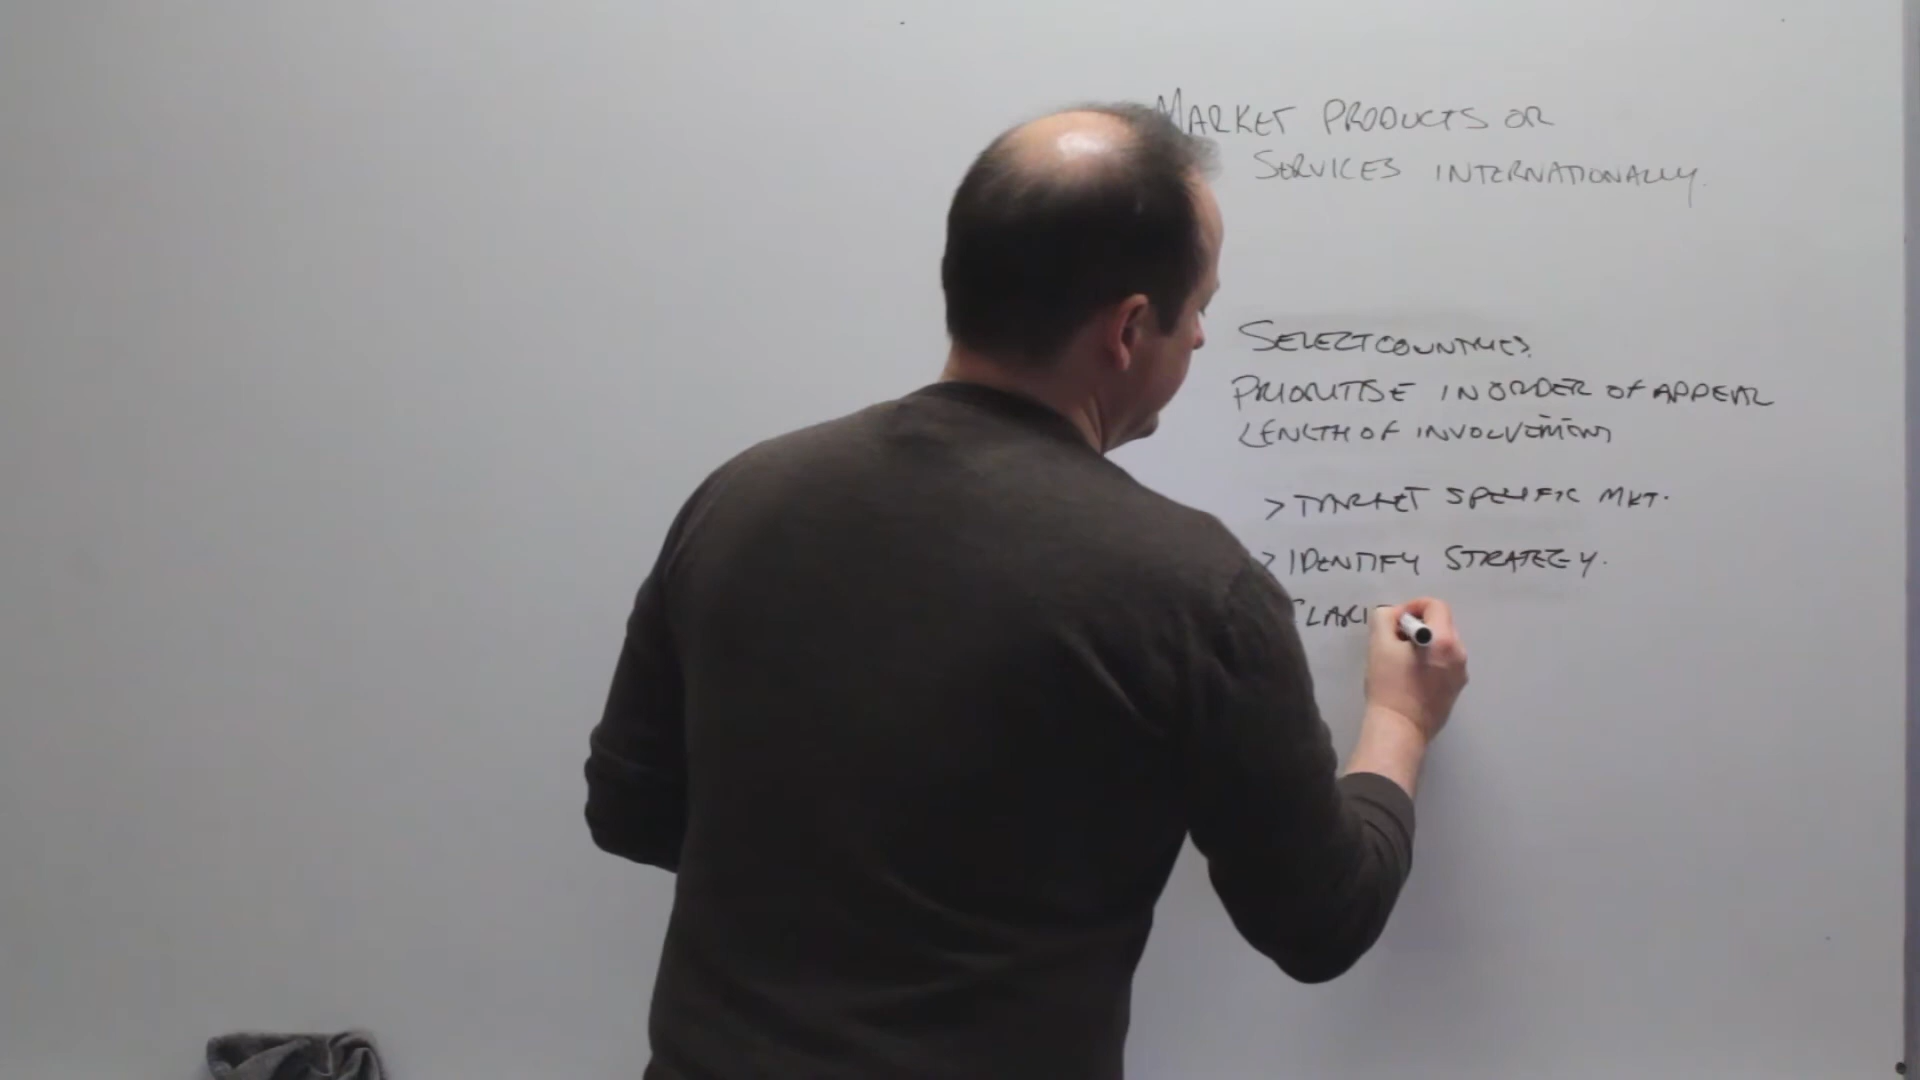 MARKET PRODUCTS OR
SERVICES INTERNATIONALLY.
SELECT COUNTRIES.
PRIORITISE IN ORDER OF APPEAL
LENGTH OF INVOLVEMENT
> TARGET SPECIFIC MKT.
> IDENTIFY STRATEGY.